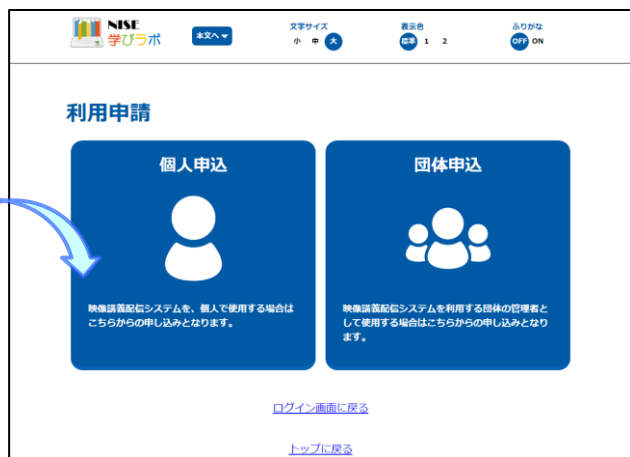 NISE
学びラボ
本文へ
文字サイズ
小 中 大
表示色
標準 1 2
ふりがな
OFF ON
利用申請
個人申込
映像講義配信システムを、個人で使用する場合は
こちらからの申し込みとなります。
団体申込
映像講義配信システムを利用する団体の管理者と
して使用する場合はこちらからの申し込みとなり
ます。
ログイン画面に戻る
トップに戻る